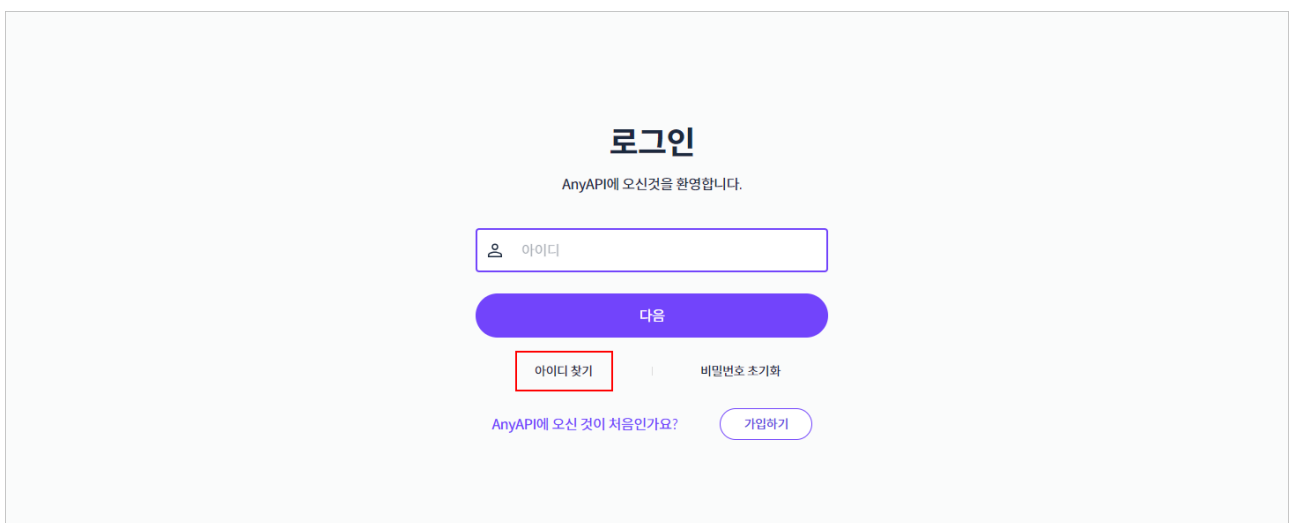 로그인
AnyAPI에 오신것을 환영합니다.
아이디
다음
아이디 찾기
비밀번호 초기화
AnyAPI에 오신 것이 처음인가요?
가입하기